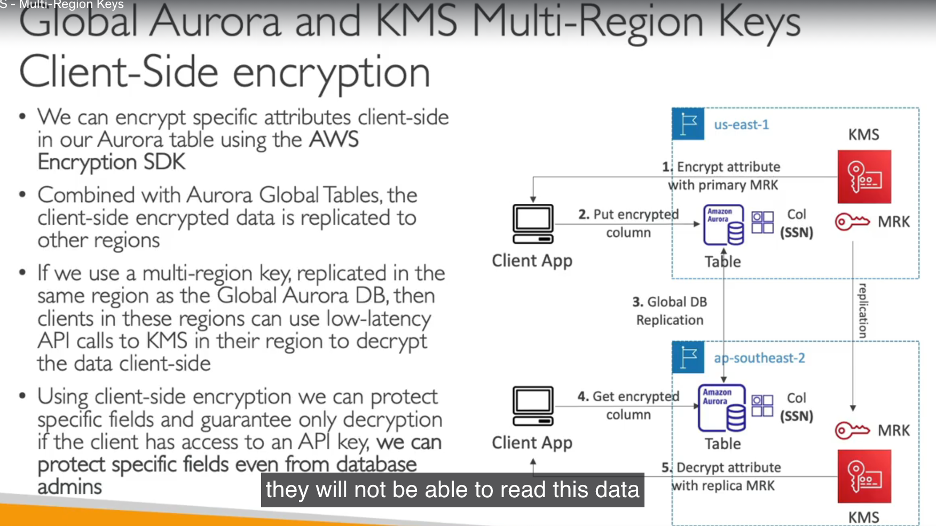 S - Multi-Region Keys
Global Aurora and KMS Multi-Region Keys
Client-Side encryption
• We can encrypt specific attributes client-side
in our Aurora table using the AWS
Encryption SDK
• Combined with Aurora Global Tables, the
client-side encrypted data is replicated to
other regions
• If we use a multi-region key, replicated in the
same region as the Global Aurora DB, then
clients in these regions can use low-latency
API calls to KMS in their region to decrypt
the data client-side
• Using client-side encryption we can protect
specific fields and guarantee only decryption
if the client has access to an API key, we can
protect specific fields even from database
admins
us-east-1
KMS
1. Encrypt attribute
with primary MRK
2. Put encrypted
column
Client App
Amazon
Aurora
Table
Col
(SSN)
MRK
3. Global DB
Replication
replication
ap-southeast-2
4. Get encrypted
column
Client App
Amazon
Aurora
Table
Col
(SSN)
MRK
5. Decrypt attribute
with replica MRK
KMS
they will not be able to read this data